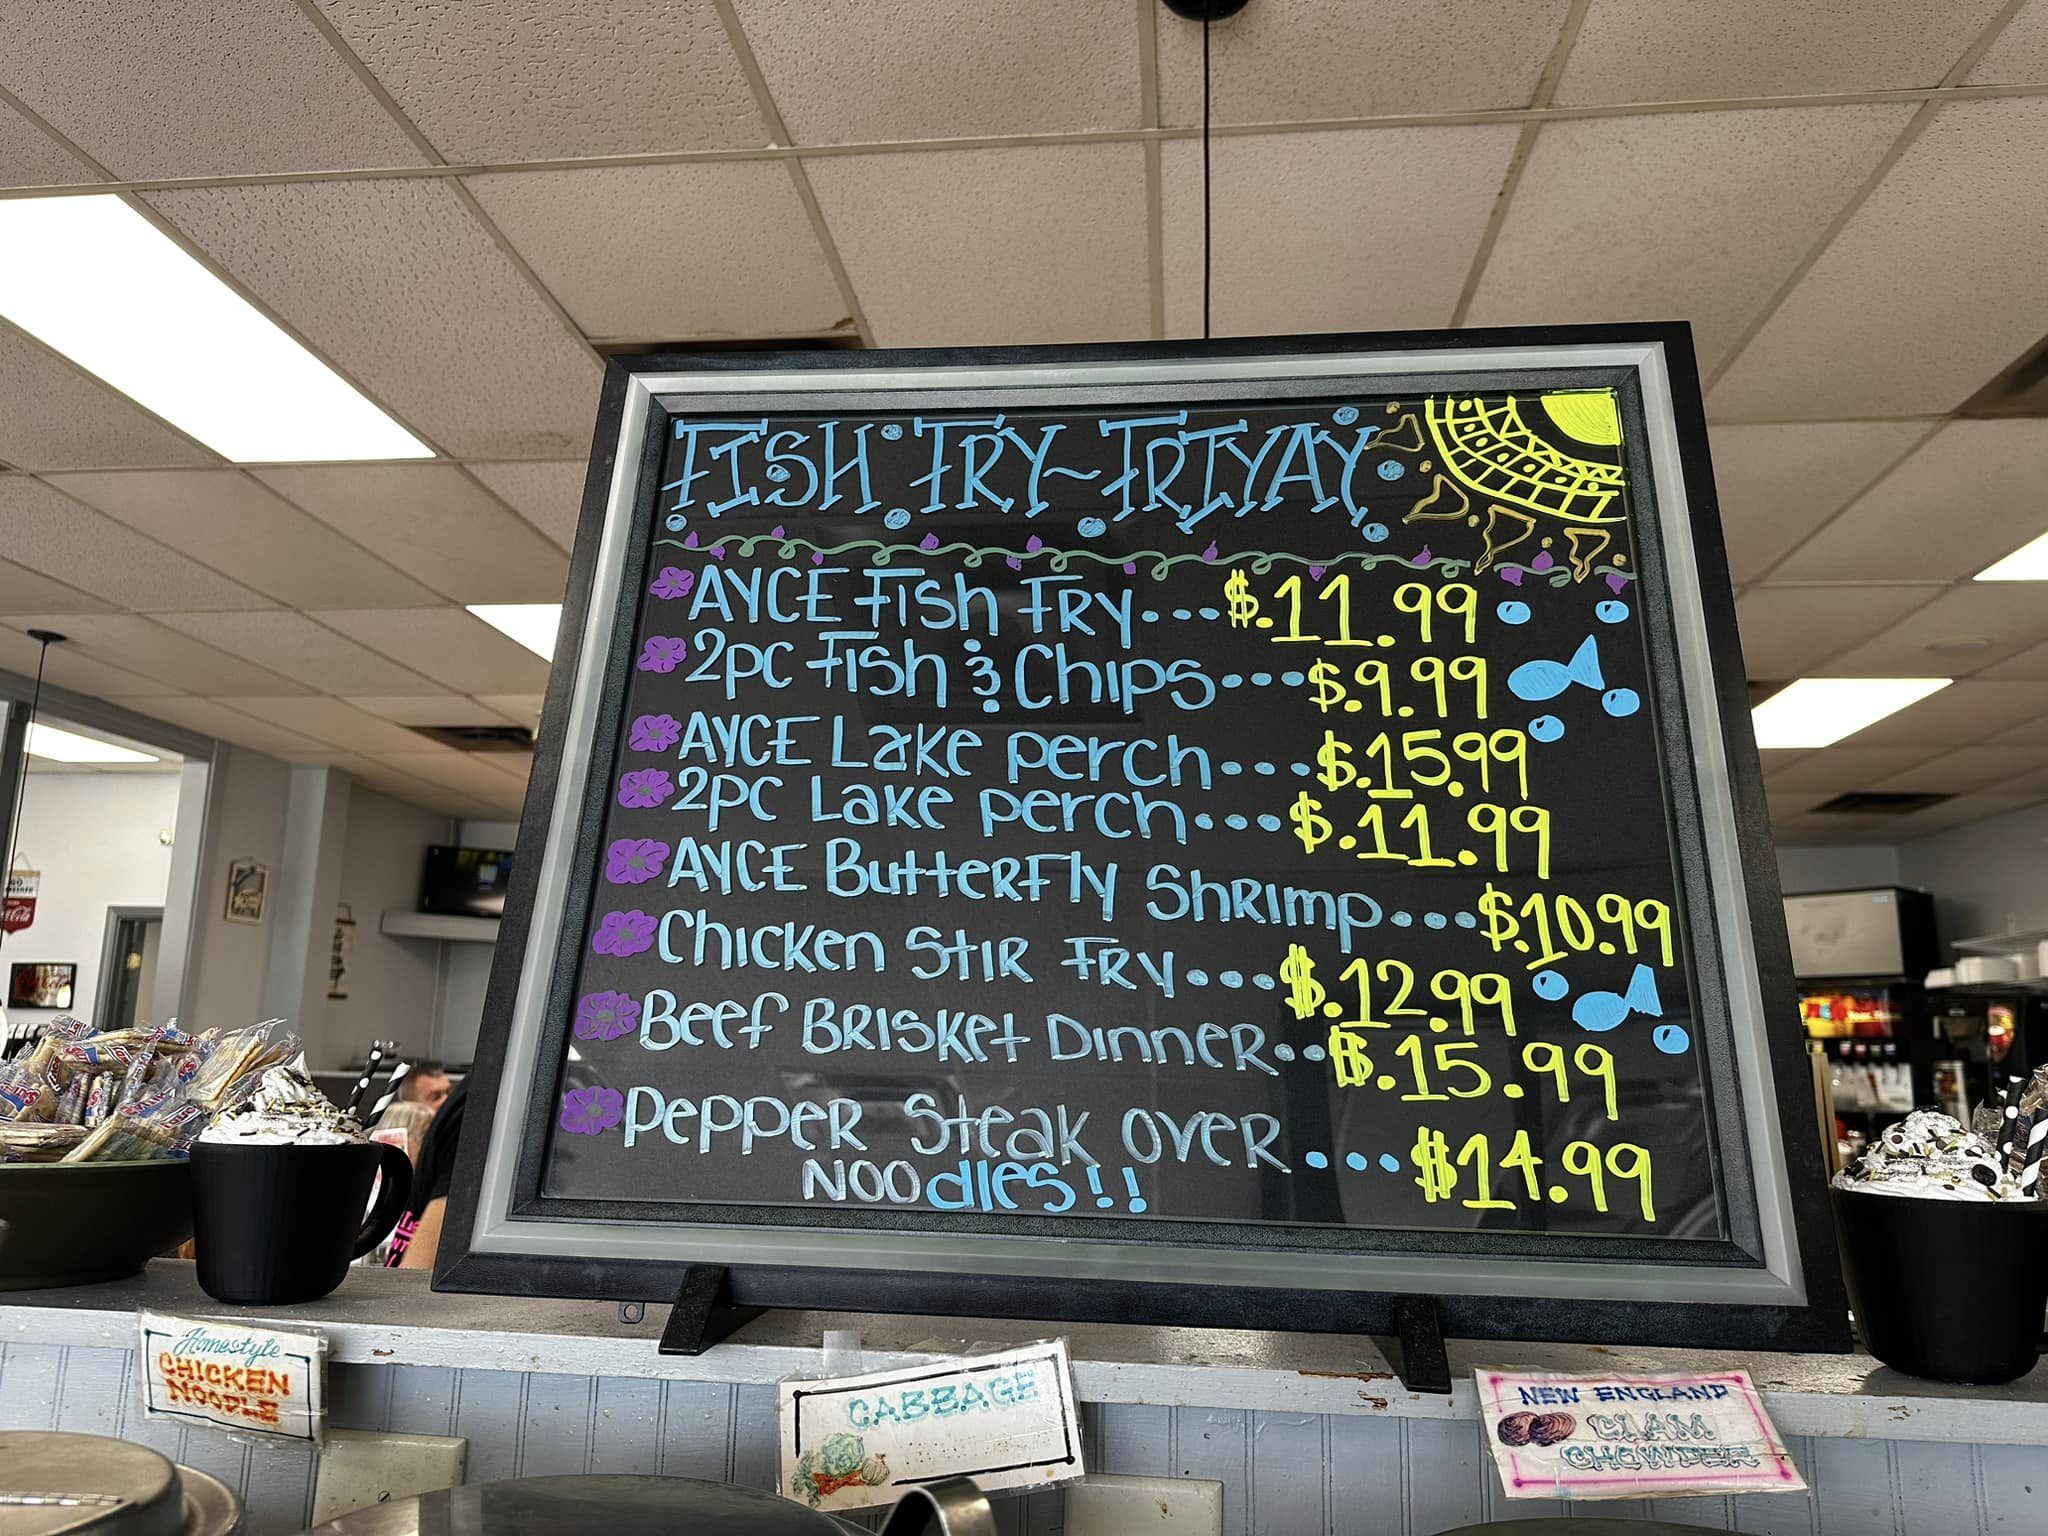 FISH FRY~FRIYAY
AYCE Fish Fry...$.11.99
2pc Fish & Chips...$.9.99
AYCE Lake Perch...$.15.99
2pc Lake Perch...$.11.99
AYCE Butterfly Shrimp...$.10.99
Chicken Stir Fry...$.12.99
Beef Brisket Dinner..$.15.99
Pepper Steak over...$14.99
Noodles!!
Homestyle
CHICKEN
NOODLE
CABBAGE
NEW ENGLAND
CLAM
CHOWDER